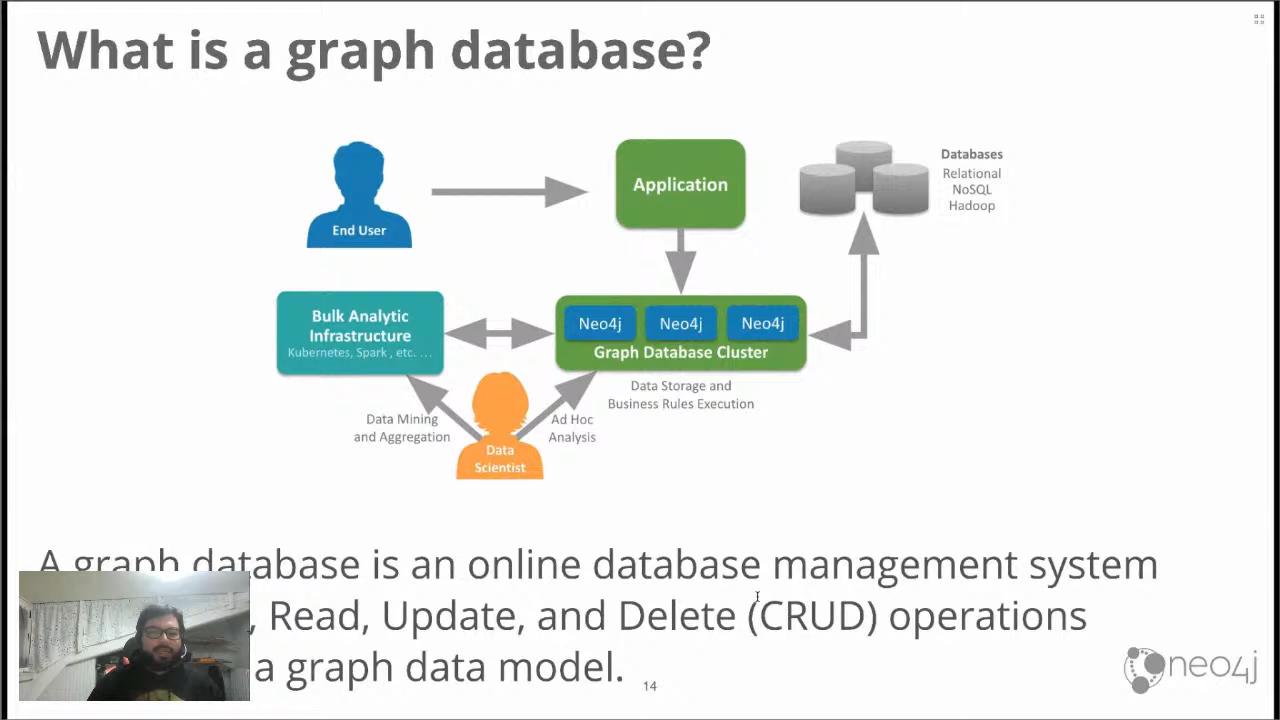 What is a graph database?
End User
Application
Databases
Relational
NoSQL
Hadoop
Bulk Analytic
Infrastructure
Kubernetes, Spark , etc. ...
Neo4j Neo4j Neo4j
Graph Database Cluster
Data Storage and
Business Rules Execution
Data Mining
and Aggregation
Ad Hoc
Analysis
Data
Scientist
A graph database is an online database management system
, Read, Update, and Delete (CRUD) operations
a graph data model.
14
neo4j